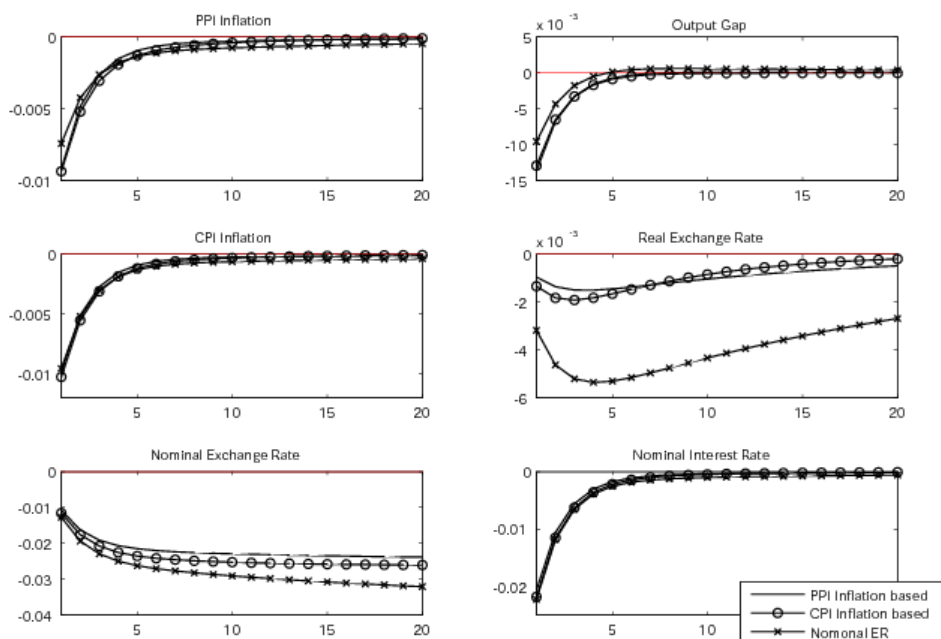 PPI Inflation
0
-0.005
-0.01
5 10 15 20
x 10⁻³
Output Gap
5
0
-5
-10
-15
5 10 15 20
CPI Inflation
0
-0.005
-0.01
5 10 15 20
x 10⁻³
Real Exchange Rate
0
-2
-4
-6
5 10 15 20
Nominal Exchange Rate
0
-0.01
-0.02
-0.03
-0.04
5 10 15 20
Nominal Interest Rate
0
-0.01
-0.02
5 10
PPI Inflation based
CPI Inflation based
Nomonal ER